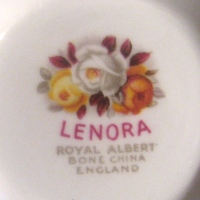 LENORA
ROYAL ALBERT
BONE CHINA
ENGLAND